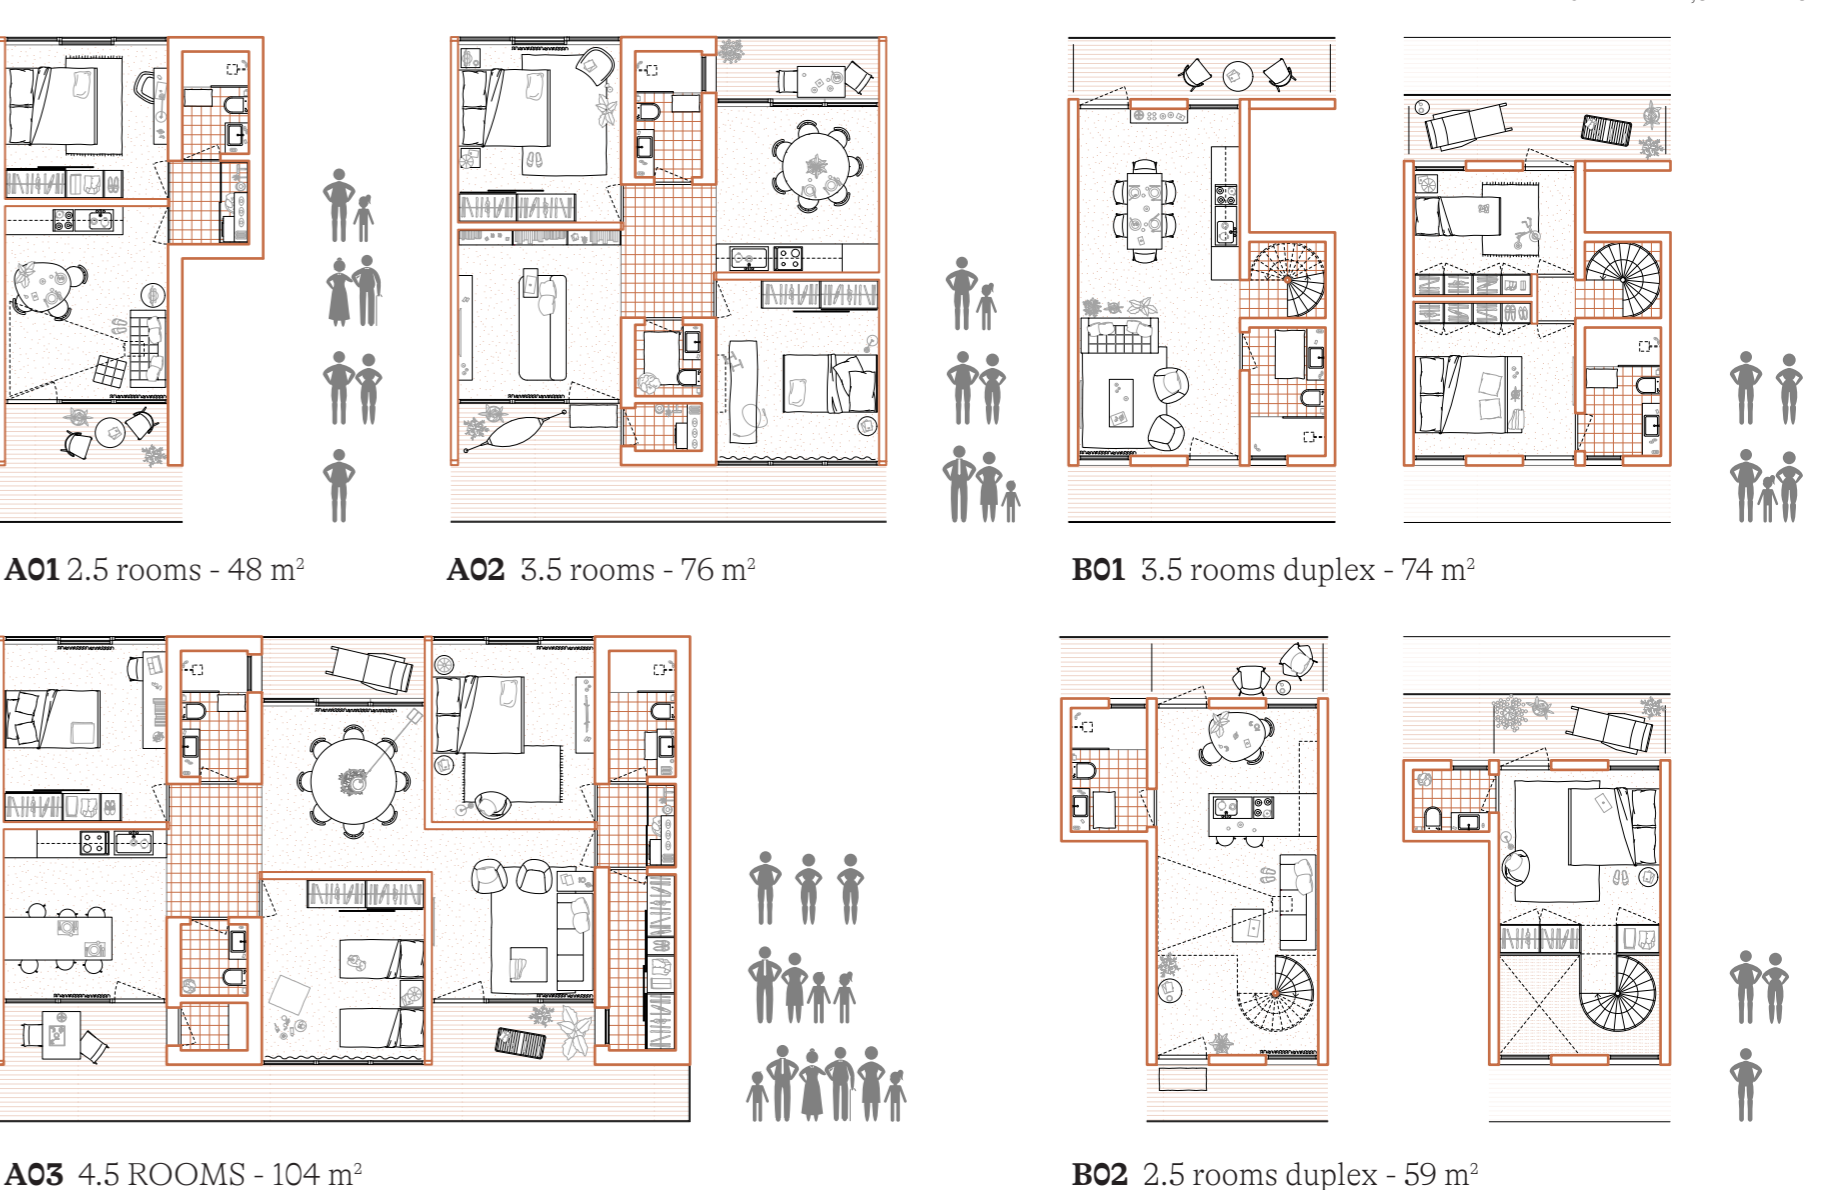 A01 2.5 rooms - 48 m²
A02 3.5 rooms - 76 m²
B01 3.5 rooms duplex - 74 m²
A03 4.5 ROOMS - 104 m²
B02 2.5 rooms duplex - 59 m²